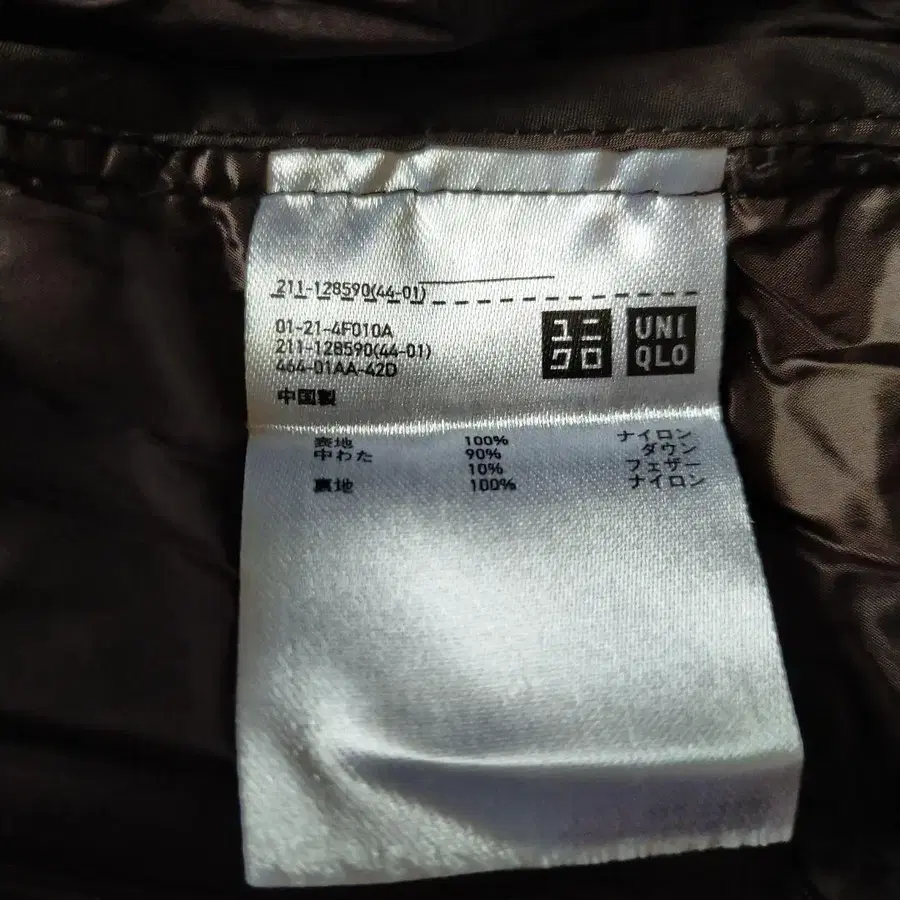 211-128590(44-01)
01-21-4F010A
211-128590(44-01)
464-01AA-42D
中国製
ユニ
クロ
UNI
QLO
表地 100% ナイロン
中わた 90% ダウン
10% フェザー
裏地 100% ナイロン